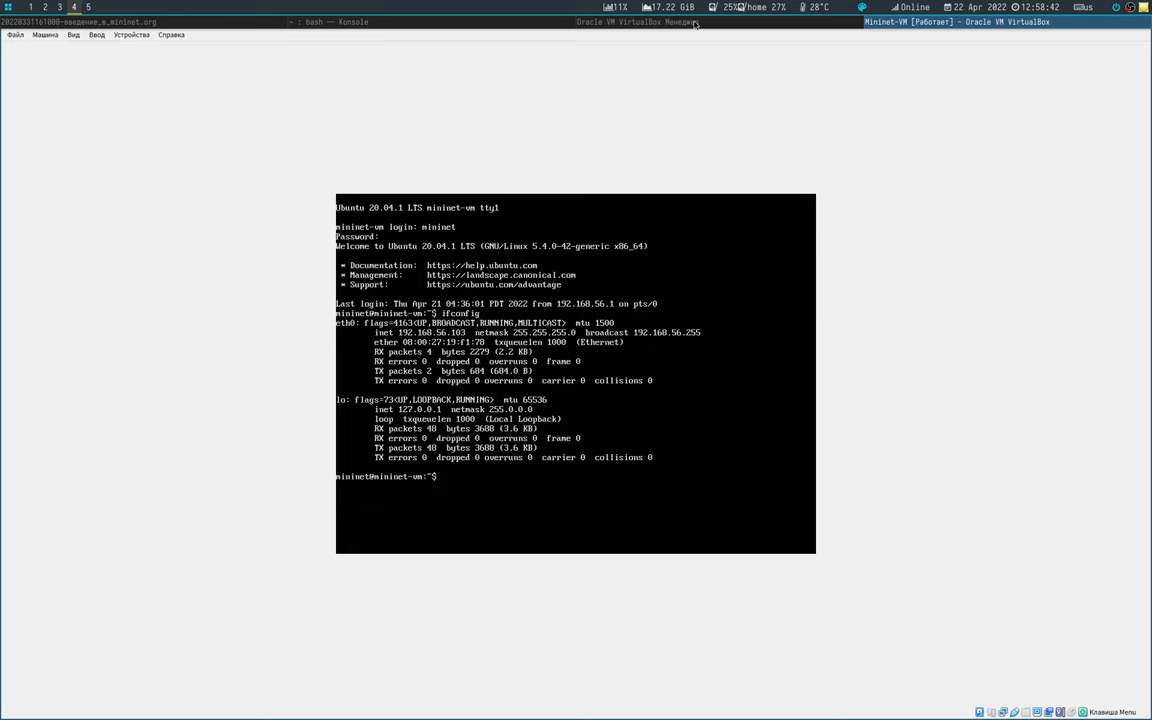 1 2 3 4 5 11% 17.22 GiB 25% /home 27% 28°C Online 22 Apr 2022 12:58:42 us
20220331161800-введение_в_mininet.org ~ : bash — Konsole Oracle VM VirtualBox Менеджер Mininet-VM [Работает] - Oracle VM VirtualBox
Файл Машина Вид Ввод Устройства Справка
Ubuntu 20.04.1 LTS mininet-vm tty1
mininet-vm login: mininet
Password:
Welcome to Ubuntu 20.04.1 LTS (GNU/Linux 5.4.0-42-generic x86_64)
* Documentation: https://help.ubuntu.com
* Management: https://landscape.canonical.com
* Support: https://ubuntu.com/advantage
Last login: Thu Apr 21 04:36:01 PDT 2022 from 192.168.56.1 on pts/0
mininet@mininet-vm:~$ ifconfig
eth0: flags=4163<UP,BROADCAST,RUNNING,MULTICAST> mtu 1500
inet 192.168.56.103 netmask 255.255.255.0 broadcast 192.168.56.255
ether 08:00:27:19:f1:78 txqueuelen 1000 (Ethernet)
RX packets 4 bytes 2279 (2.2 KB)
RX errors 0 dropped 0 overruns 0 frame 0
TX packets 2 bytes 684 (684.0 B)
TX errors 0 dropped 0 overruns 0 carrier 0 collisions 0
lo: flags=73<UP,LOOPBACK,RUNNING> mtu 65536
inet 127.0.0.1 netmask 255.0.0.0
loop txqueuelen 1000 (Local Loopback)
RX packets 48 bytes 3688 (3.6 KB)
RX errors 0 dropped 0 overruns 0 frame 0
TX packets 48 bytes 3688 (3.6 KB)
TX errors 0 dropped 0 overruns 0 carrier 0 collisions 0
mininet@mininet-vm:~$
Клавиша Menu